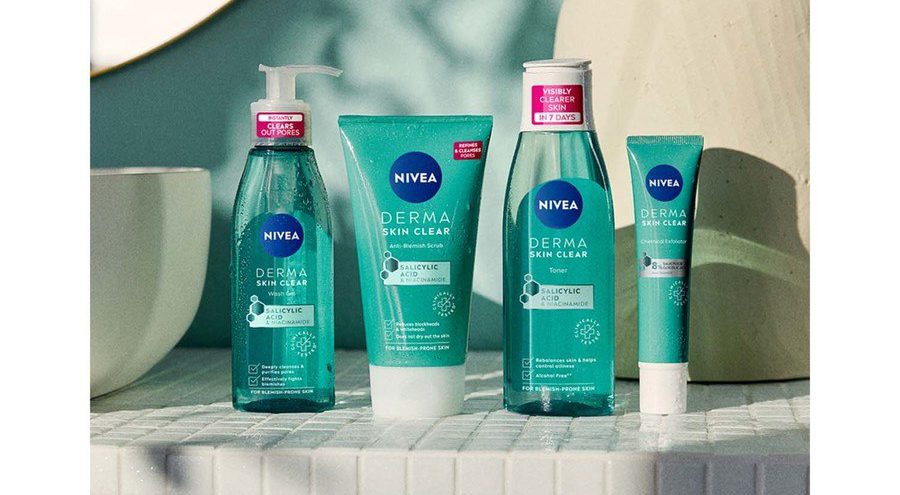 INSTANTLY
CLEARS
OUT PORES
NIVEA
DERMA
SKIN CLEAR
Wash Gel
SALICYLIC
ACID
& NIACINAMIDE
CLINICALLY TESTED
Deeply cleanses &
purifies pores
Effectively fights
blemishes
FOR BLEMISH-PRONE SKIN
REFINES
& CLEANSES
PORES
NIVEA
DERMA
SKIN CLEAR
Anti-Blemish Scrub
SALICYLIC
ACID
& NIACINAMIDE
Reduces blackheads
& whiteheads
Does not dry out the skin
FOR BLEMISH-PRONE SKIN
VISIBLY
CLEARER
SKIN
IN 7 DAYS
NIVEA
DERMA
SKIN CLEAR
Toner
SALICYLIC
ACID
& NIACINAMIDE
CLINICALLY TESTED
Rebalances skin & helps
control oiliness
Alcohol Free**
FOR BLEMISH-PRONE SKIN
NIVEA
DERMA
SKIN CLEAR
Chemical Exfoliator